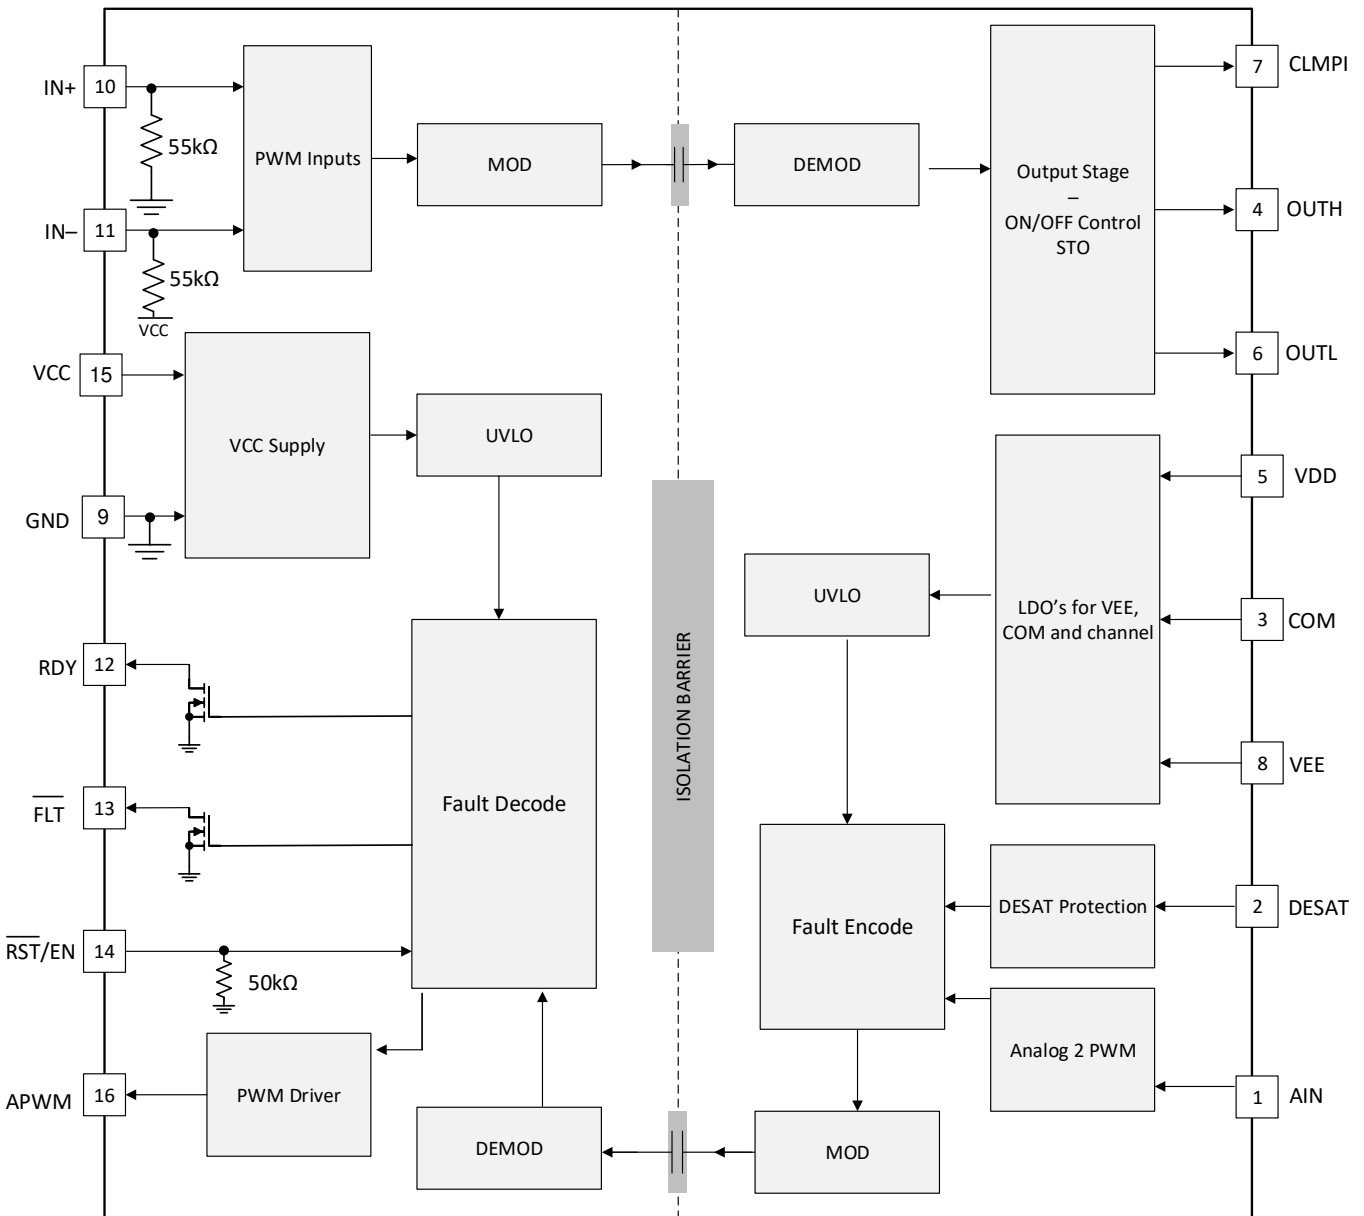 IN+
10
55kΩ
IN–
11
55kΩ
VCC
PWM Inputs
MOD
DEMOD
Output Stage
–
ON/OFF Control
STO
7
CLMPI
4
OUTH
6
OUTL
VCC
15
VCC Supply
UVLO
GND
9
5
VDD
3
COM
8
VEE
LDO's for VEE,
COM and channel
UVLO
ISOLATION BARRIER
RDY
12
FLT
13
Fault Decode
RST/EN
14
50kΩ
Fault Encode
DESAT Protection
2
DESAT
Analog 2 PWM
1
AIN
APWM
16
PWM Driver
DEMOD
MOD